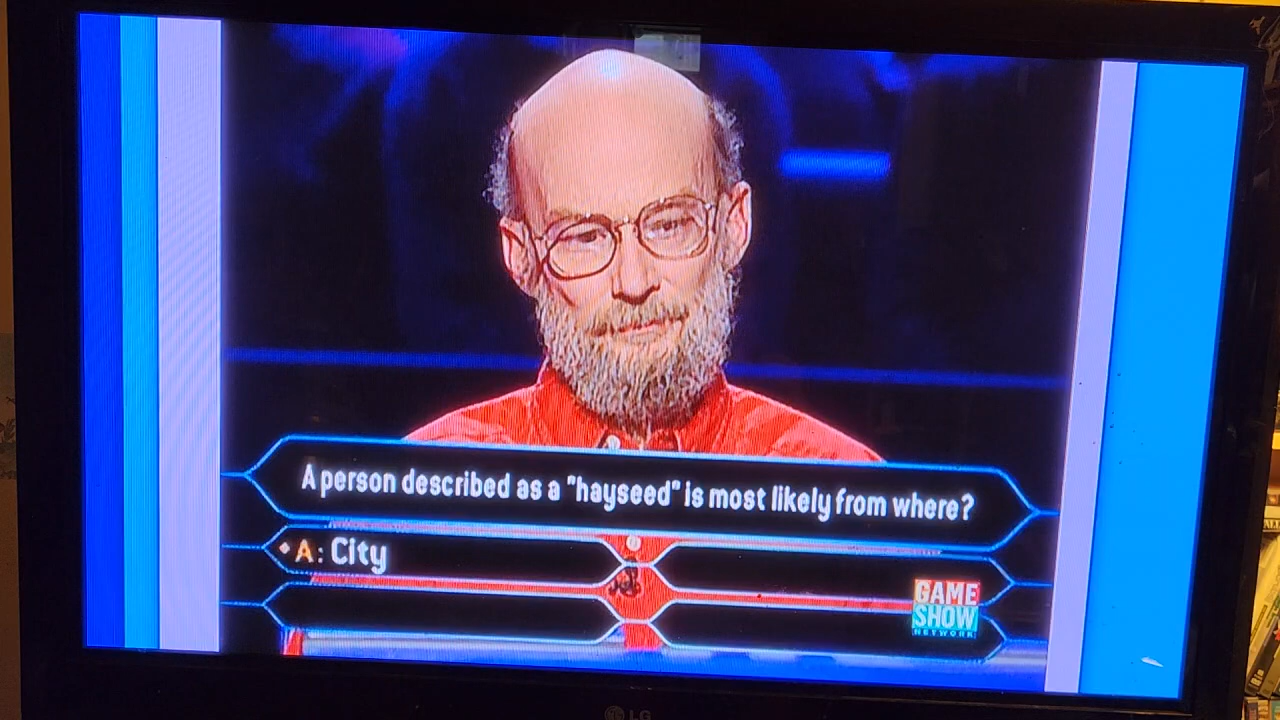 A person described as a "hayseed" is most likely from where?
A: City
GAME
SHOW
NETWORK
LG